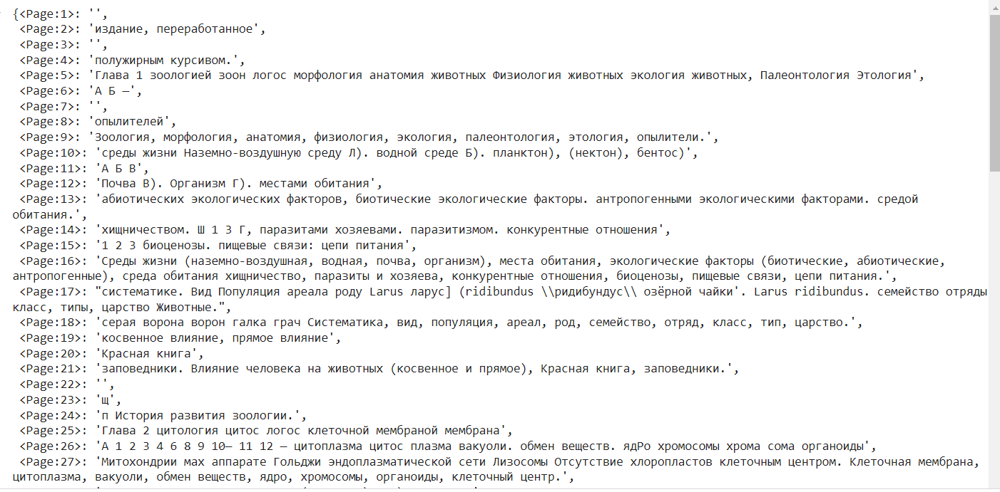 {<Page:1>: '',
<Page:2>: 'издание, переработанное',
<Page:3>: '',
<Page:4>: 'полужирным курсивом.',
<Page:5>: 'Глава 1 зоологией зоон логос морфология анатомия животных Физиология животных экология животных, Палеонтология Этология',
<Page:6>: 'А Б —',
<Page:7>: '',
<Page:8>: 'опылителей',
<Page:9>: 'Зоология, морфология, анатомия, физиология, экология, палеонтология, этология, опылители.',
<Page:10>: 'среды жизни Наземно-воздушную среду Л). водной среде Б). планктон), (нектон), бентос)',
<Page:11>: 'А Б В',
<Page:12>: 'Почва В). Организм Г). местами обитания',
<Page:13>: 'абиотических экологических факторов, биотические экологические факторы. антропогенными экологическими факторами. средой
обитания.',
<Page:14>: 'хищничеством. Ш 1 3 Г, паразитами хозяевами. паразитизмом. конкурентные отношения',
<Page:15>: '1 2 3 биоценозы. пищевые связи: цепи питания',
<Page:16>: 'Среды жизни (наземно-воздушная, водная, почва, организм), места обитания, экологические факторы (биотические, абиотические,
антропогенные), среда обитания хищничество, паразиты и хозяева, конкурентные отношения, биоценозы, пищевые связи, цепи питания.',
<Page:17>: "систематике. Вид Популяция ареала роду Larus ларус] (ridibundus \\ридибундус\\ озёрной чайки'. Larus ridibundus. семейство отряды
класс, типы, царство Животные.",
<Page:18>: 'серая ворона ворон галка грач Систематика, вид, популяция, ареал, род, семейство, отряд, класс, тип, царство.',
<Page:19>: 'косвенное влияние, прямое влияние',
<Page:20>: 'Красная книга',
<Page:21>: 'заповедники. Влияние человека на животных (косвенное и прямое), Красная книга, заповедники.',
<Page:22>: '',
<Page:23>: 'щ',
<Page:24>: 'п История развития зоологии.',
<Page:25>: 'Глава 2 цитология цитос логос клеточной мембраной мембрана',
<Page:26>: 'А 1 2 3 4 6 8 9 10— 11 12 — цитоплазма цитос плазма вакуоли. обмен веществ. ядРо хромосомы хрома сома органоиды',
<Page:27>: 'Митохондрии мах аппарате Гольджи эндоплазматической сети Лизосомы Отсутствие хлоропластов клеточным центром. Клеточная мембрана,
цитоплазма, вакуоли, обмен веществ, ядро, хромосомы, органоиды, клеточный центр.',